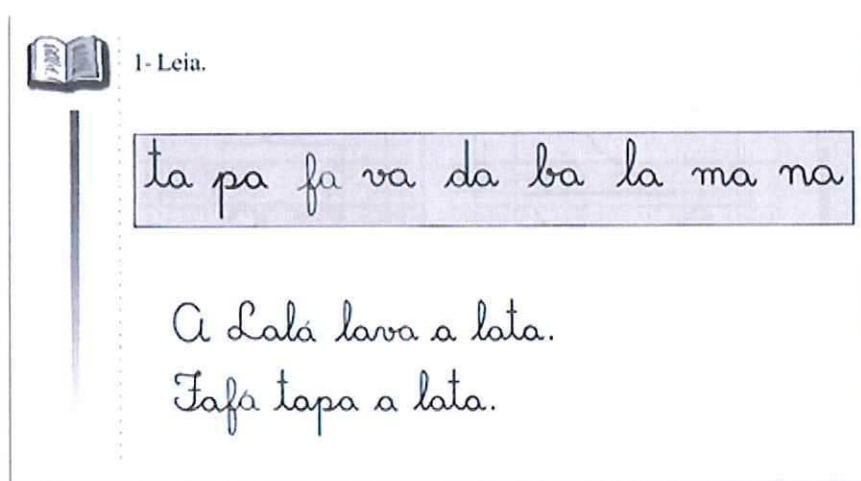 1- Leia.
ta pa fa va da ba la ma na
A Lalá lava a lata.
Fafá tapa a lata.